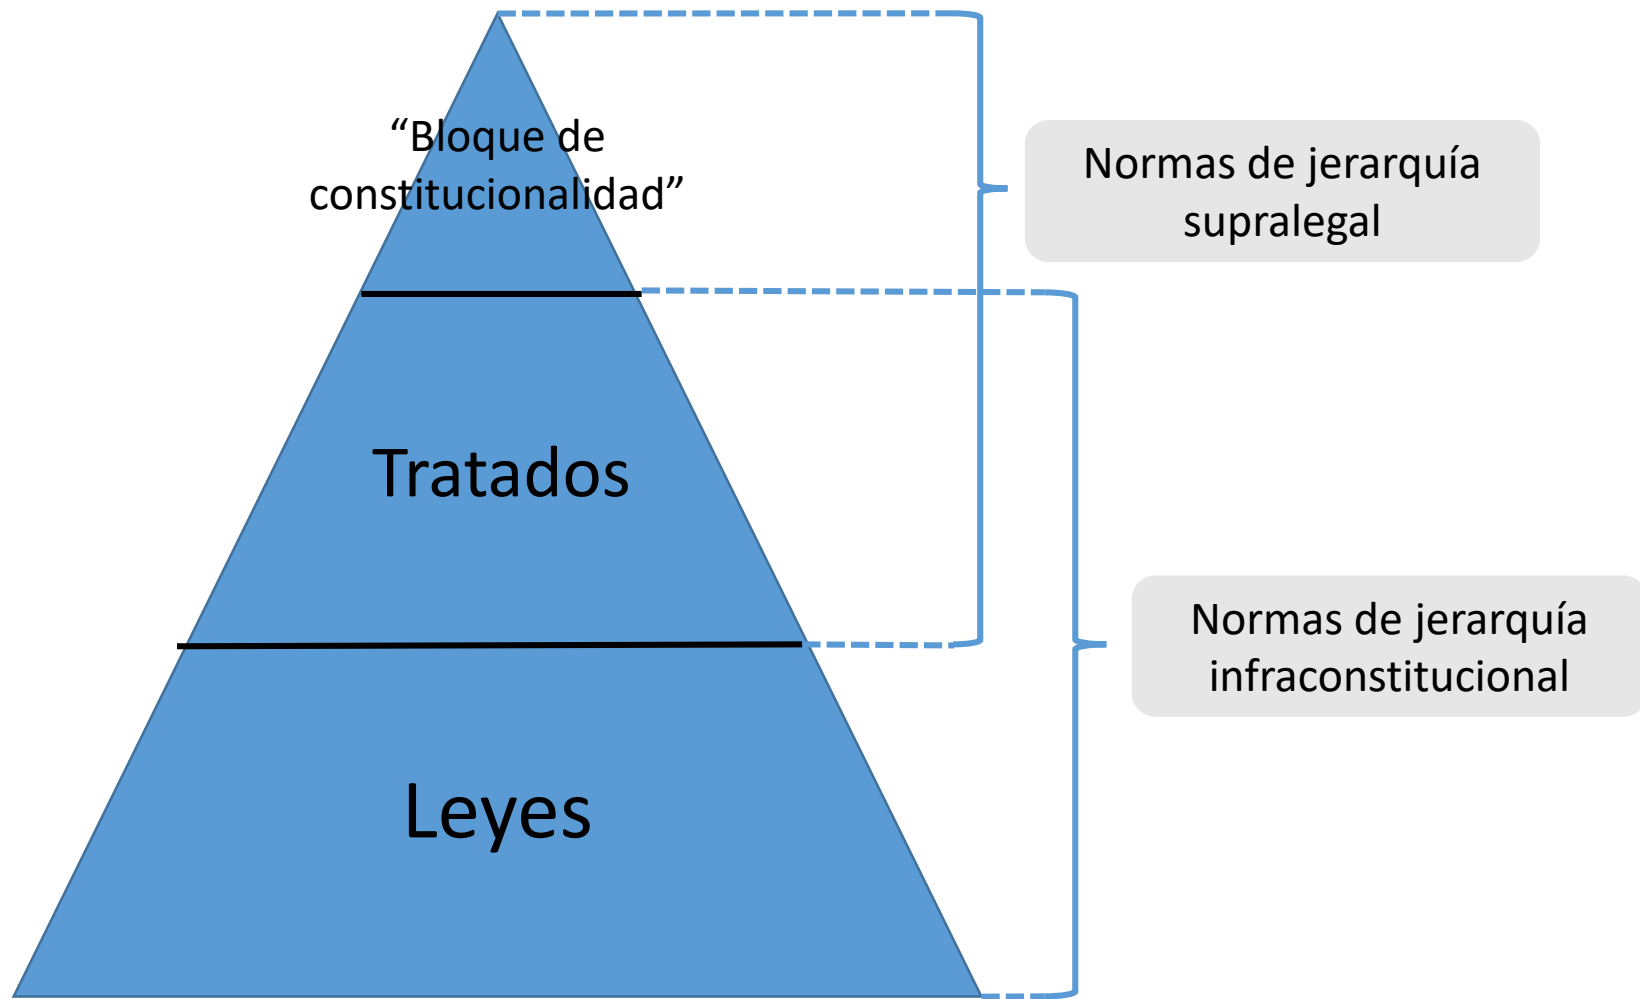 “Bloque de
constitucionalidad”
Normas de jerarquía
supralegal
Tratados
Normas de jerarquía
infraconstitucional
Leyes